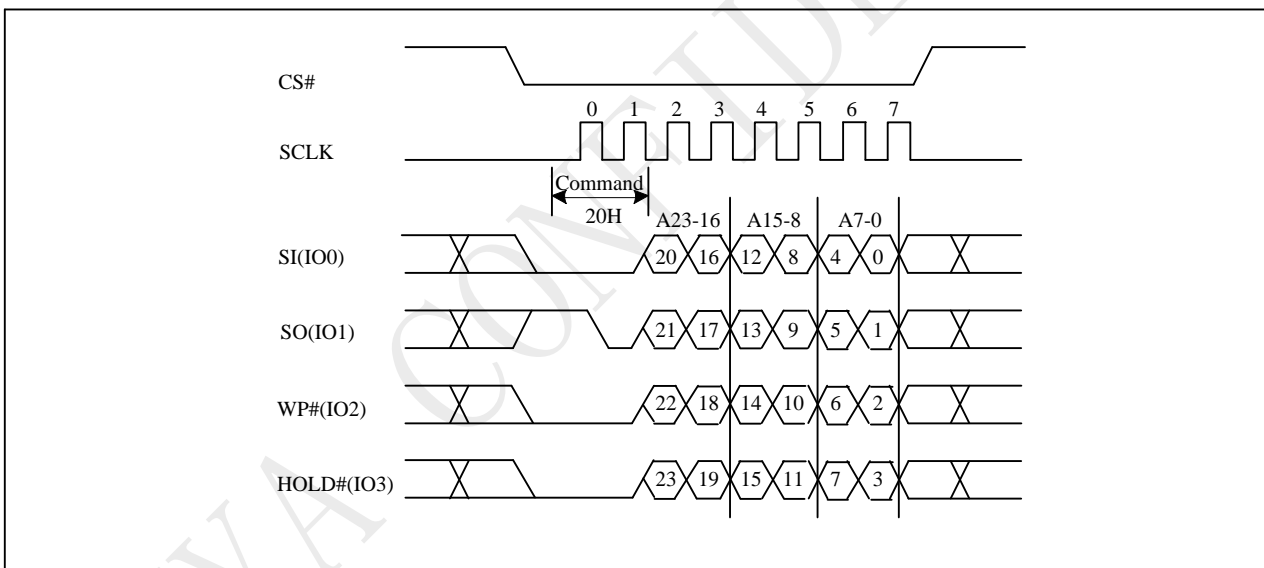 CS#
0 1 2 3 4 5 6 7
SCLK
Command
20H
A23-16 A15-8 A7-0
SI(IO0) 20 16 12 8 4 0
SO(IO1) 21 17 13 9 5 1
WP#(IO2) 22 18 14 10 6 2
HOLD#(IO3) 23 19 15 11 7 3